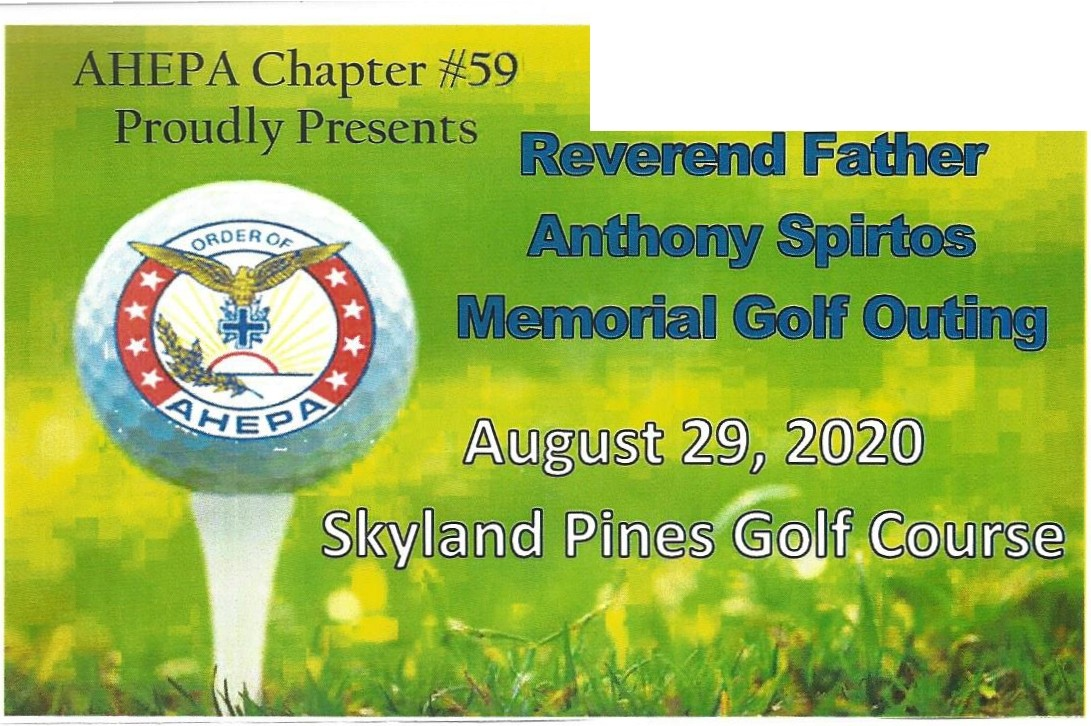 AHEPA Chapter #59
Proudly Presents
Reverend Father
Anthony Spirtos
Memorial Golf Outing
ORDER OF
AHEPA
August 29, 2020
Skyland Pines Golf Course